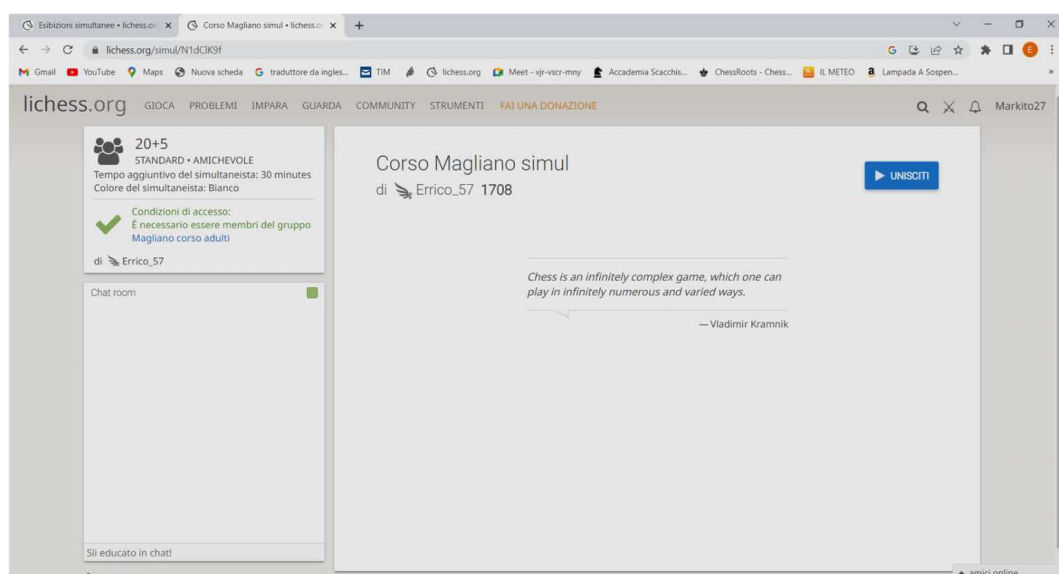 Esibizioni simultanee • lichess.or
Corso Magliano simul • lichess.o
lichess.org/simul/N1dClK9f
Gmail YouTube Maps Nuova scheda traduttore da ingles... TIM lichess.org Meet - vjr-vscr-mny Accademia Scacchis... ChessRoots - Chess... IL METEO Lampada A Sospen... »
lichess.org GIOCA PROBLEMI IMPARA GUARDA COMMUNITY STRUMENTI FAI UNA DONAZIONE Markito27
20+5
STANDARD • AMICHEVOLE
Tempo aggiuntivo del simultaneista: 30 minutes
Colore del simultaneista: Bianco
Condizioni di accesso:
È necessario essere membri del gruppo
Magliano corso adulti
di Errico_57
Chat room
Sii educato in chat!
Corso Magliano simul
di Errico_57 1708
UNISCITI
Chess is an infinitely complex game, which one can
play in infinitely numerous and varied ways.
— Vladimir Kramnik
amici online